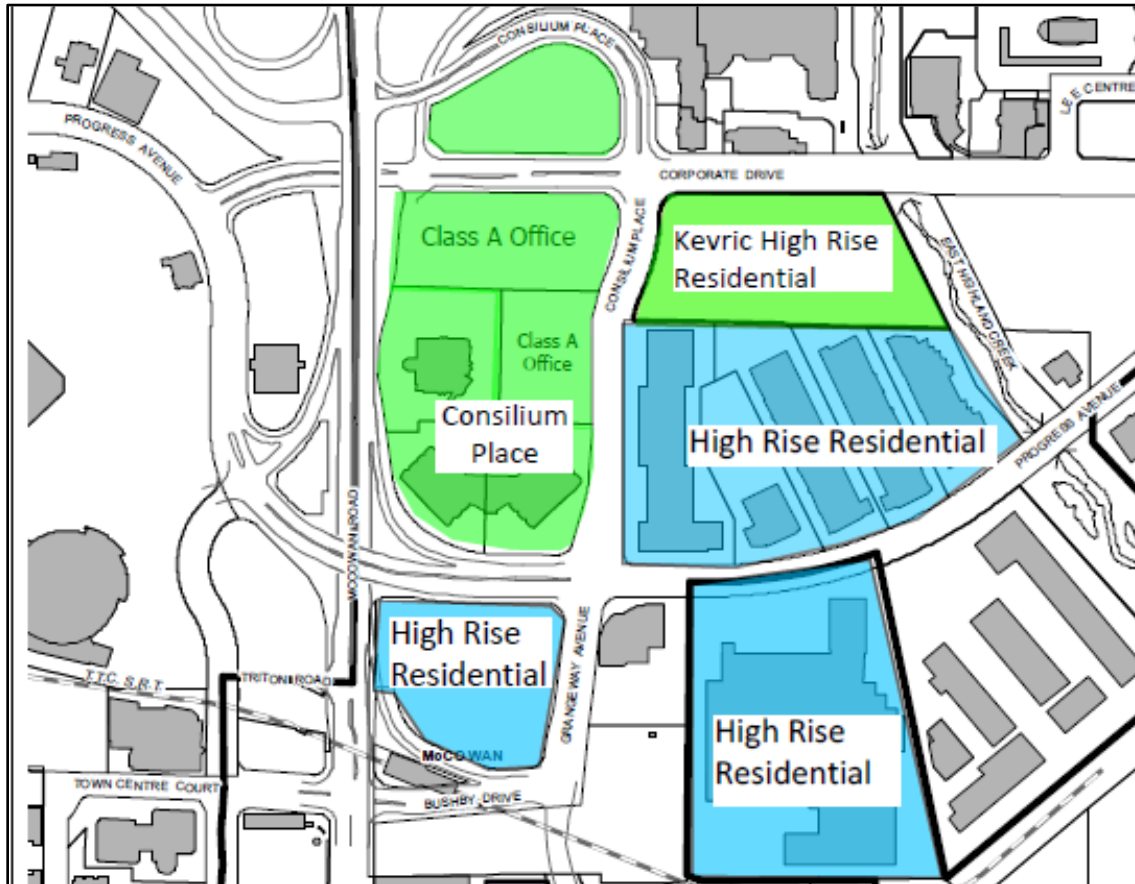 CONSILIUM PLACE
PROGRESS AVENUE
LEE CENTRE
CORPORATE DRIVE
Class A Office
CONSILIUM PLACE
Kevric High Rise
Residential
EAST HIGHLAND CREEK
Class A
Office
Consilium
Place
High Rise Residential
PROGRESS AVENUE
MCCOWAN ROAD
High Rise
Residential
GRANGEWAY AVENUE
T.T.C. S.R.T.
TRITON ROAD
High Rise
Residential
McCOWAN
TOWN CENTRE COURT
BUSHBY DRIVE